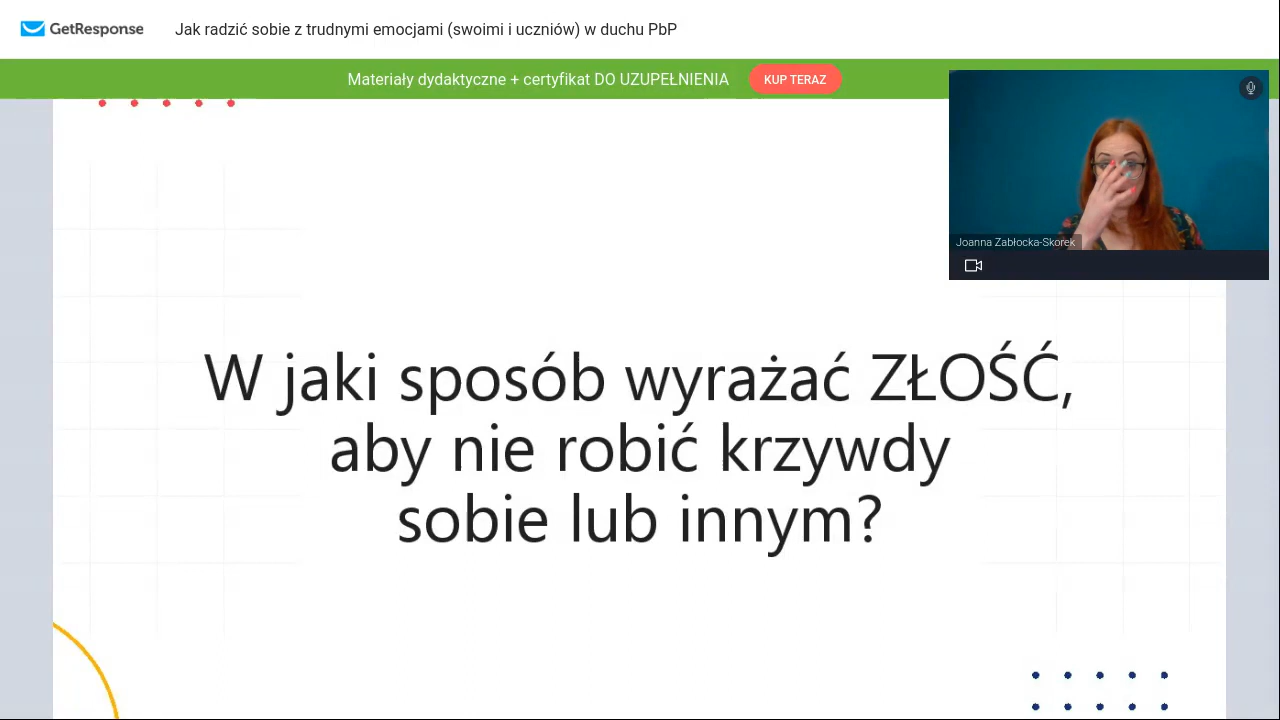 GetResponse
Jak radzić sobie z trudnymi emocjami (swoimi i uczniów) w duchu PbP
Materiały dydaktyczne + certyfikat DO UZUPEŁNIENIA
KUP TERAZ
Joanna Zabłocka-Skorek
W jaki sposób wyrażać ZŁOŚĆ,
aby nie robić krzywdy
sobie lub innym?